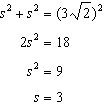 s² + s² = (3√2)²
2s² = 18
s² = 9
s = 3